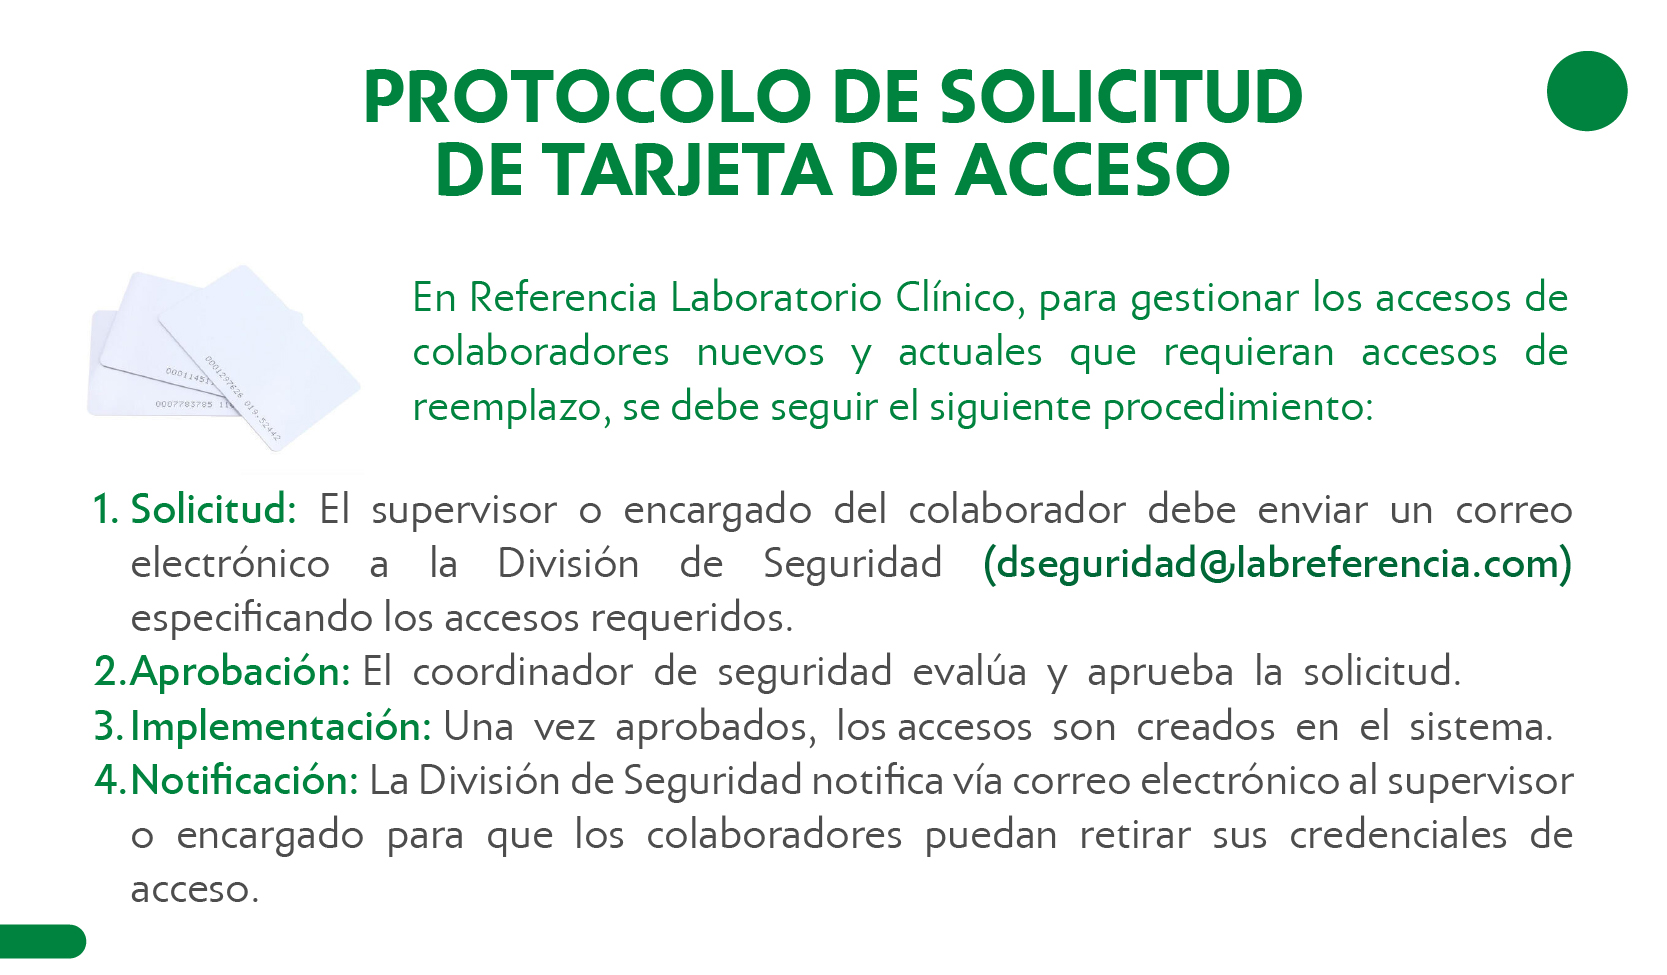 PROTOCOLO DE SOLICITUD
DE TARJETA DE ACCESO
En Referencia Laboratorio Clínico, para gestionar los accesos de
colaboradores nuevos y actuales que requieran accesos de
reemplazo, se debe seguir el siguiente procedimiento:
0001297626 019,52442
00011451
0007783785 11
1. Solicitud: El supervisor o encargado del colaborador debe enviar un correo
electrónico a la División de Seguridad (dseguridad@labreferencia.com)
especificando los accesos requeridos.
2. Aprobación: El coordinador de seguridad evalúa y aprueba la solicitud.
3. Implementación: Una vez aprobados, los accesos son creados en el sistema.
4. Notificación: La División de Seguridad notifica vía correo electrónico al supervisor
o encargado para que los colaboradores puedan retirar sus credenciales de
acceso.